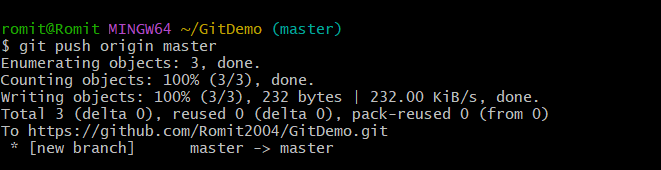 romit@Romit MINGW64 ~/GitDemo (master)
$ git push origin master
Enumerating objects: 3, done.
Counting objects: 100% (3/3), done.
Writing objects: 100% (3/3), 232 bytes | 232.00 KiB/s, done.
Total 3 (delta 0), reused 0 (delta 0), pack-reused 0 (from 0)
To https://github.com/Romit2004/GitDemo.git
 * [new branch]      master -> master